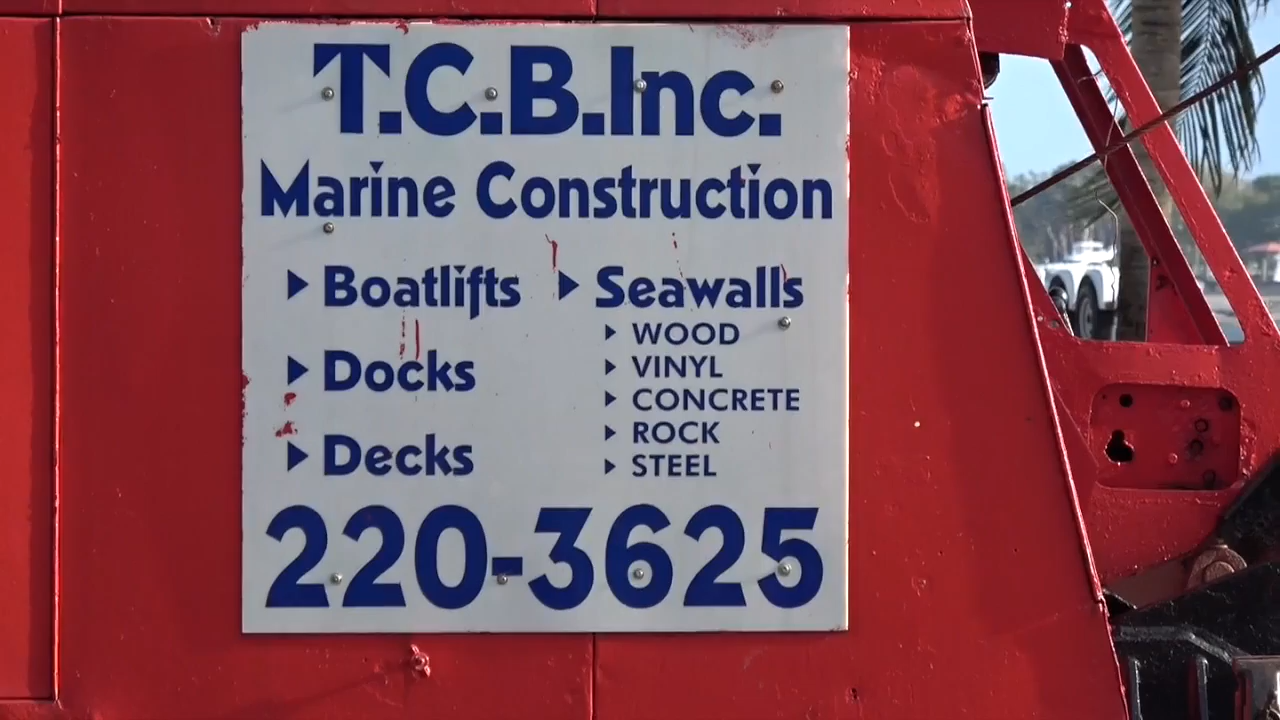 T.C.B.Inc.
Marine Construction
Boatlifts
Docks
Decks
Seawalls
WOOD
VINYL
CONCRETE
ROCK
STEEL
220-3625